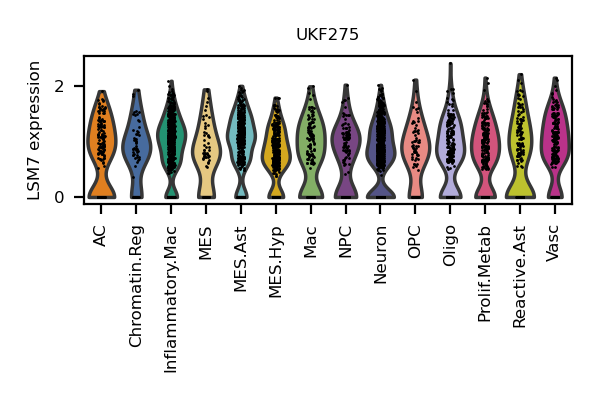 UKF275
LSM7 expression
2
0
AC
Chromatin.Reg
Inflammatory.Mac
MES
MES.Ast
MES.Hyp
Mac
NPC
Neuron
OPC
Oligo
Prolif.Metab
Reactive.Ast
Vasc